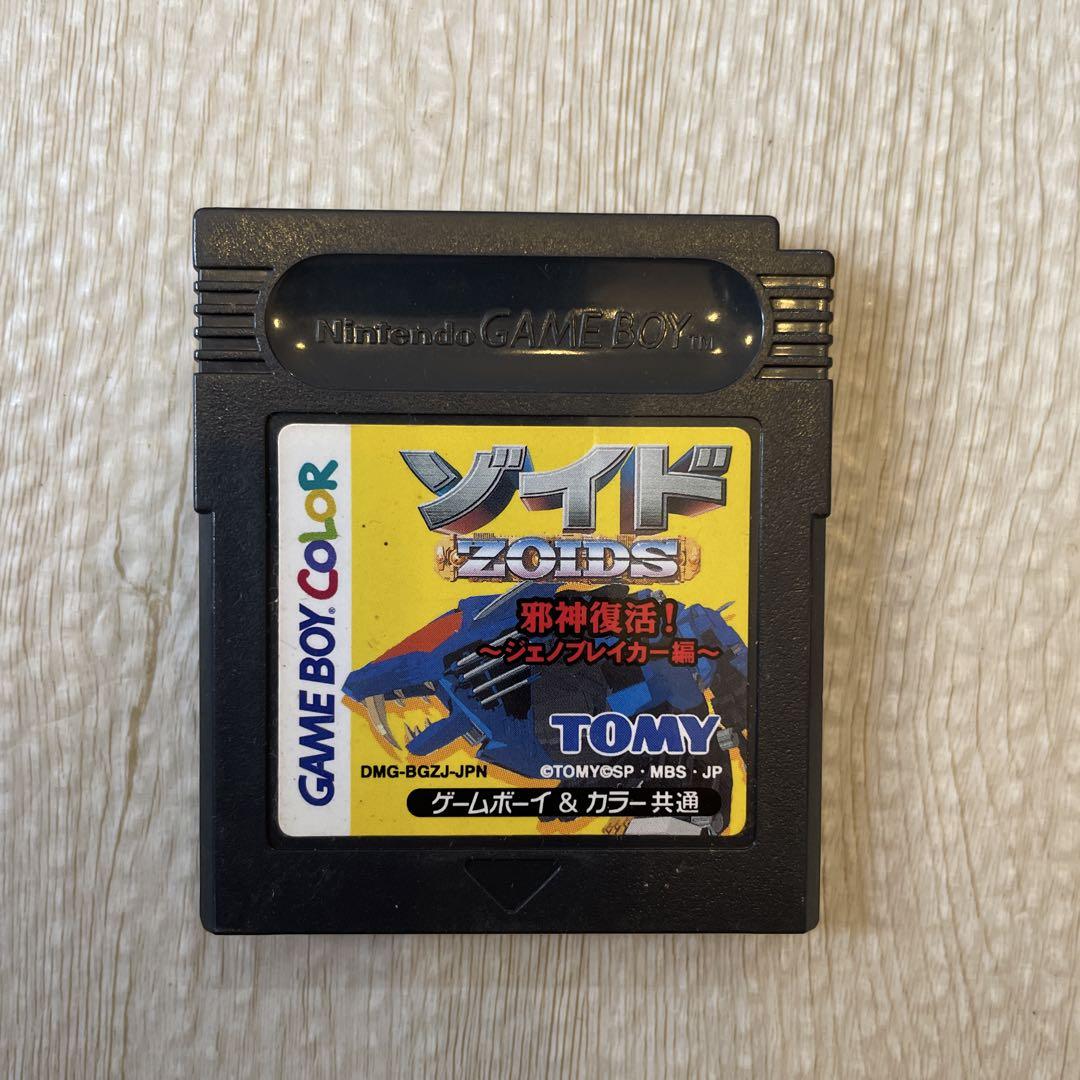 Nintendo GAME BOY TM
GAME BOY COLOR
ゾイド
ZOIDS
邪神復活!
～ジェノブレイカー編～
TOMY
DMG-BGZJ-JPN ©TOMY©SP・MBS・JP
ゲームボーイ & カラー共通